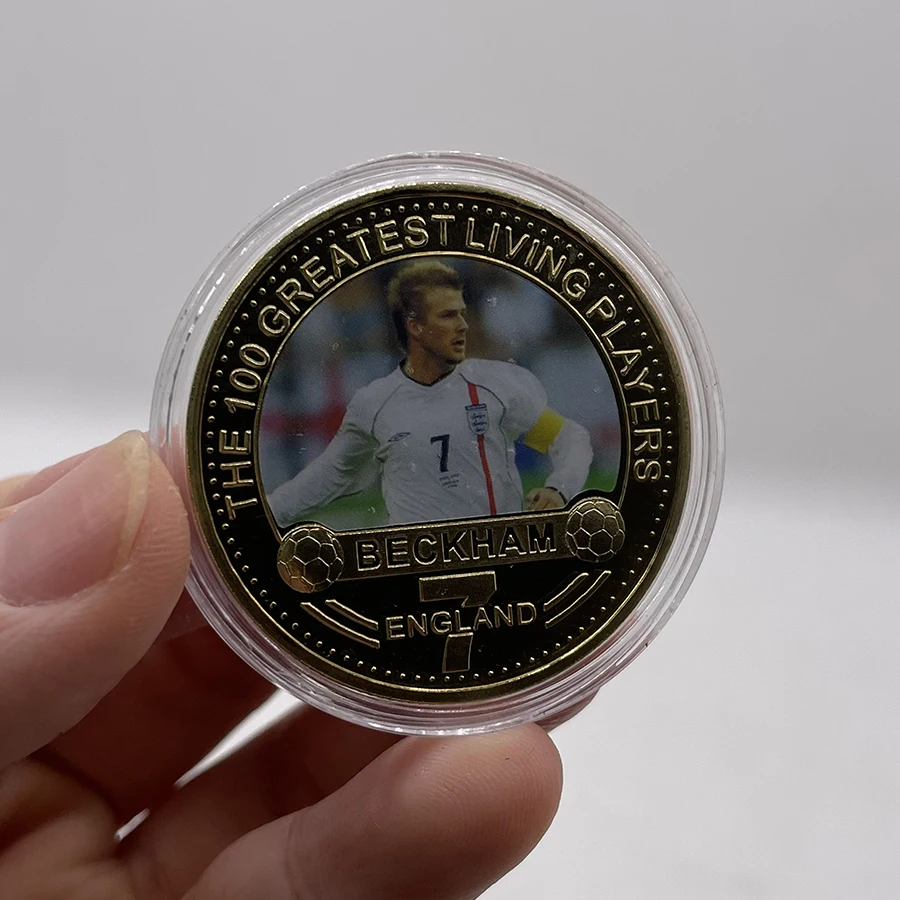 THE 100 GREATEST LIVING PLAYERS
7
BECKHAM
7
ENGLAND